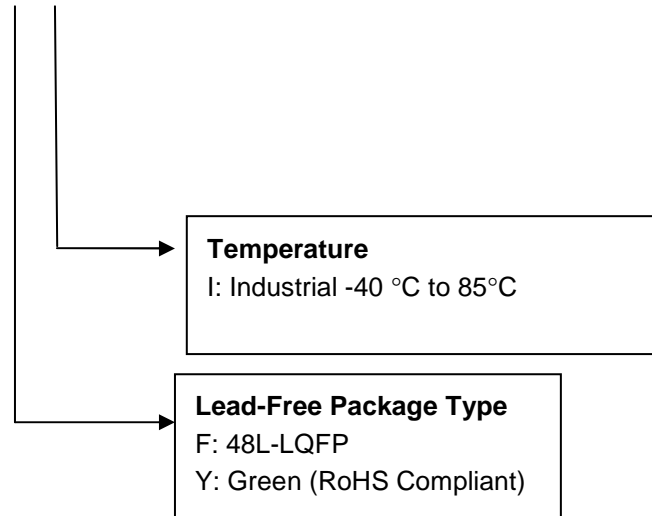 Temperature
I: Industrial -40 °C to 85°C
Lead-Free Package Type
F: 48L-LQFP
Y: Green (RoHS Compliant)